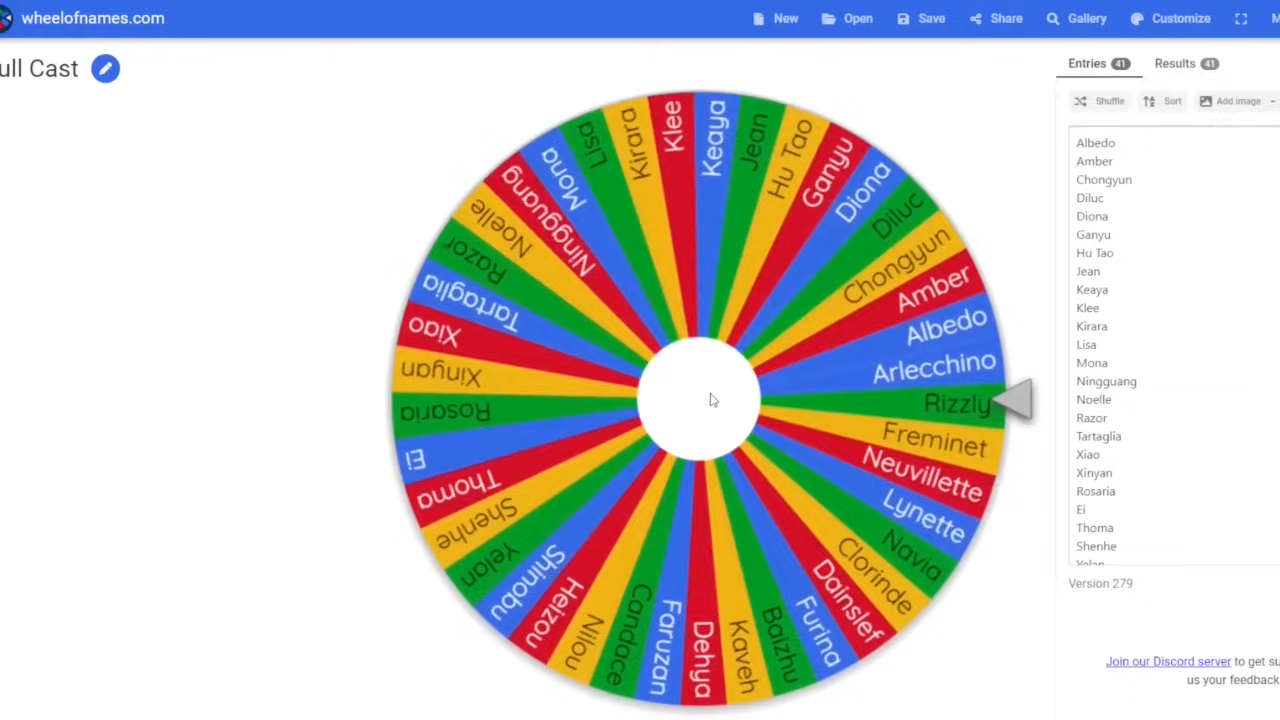 wheelofnames.com
New
Open
Save
Share
Gallery
Customize
ull Cast
Entries 41
Results 41
Shuffle
Sort
Add image
Albedo
Amber
Chongyun
Diluc
Diona
Ganyu
Hu Tao
Jean
Keaya
Klee
Kirara
Lisa
Mona
Ningguang
Noelle
Razor
Tartaglia
Xiao
Xinyan
Rosaria
Ei
Thoma
Shenhe
Yelan
Version 279
Join our Discord server to get su
us your feedback
Keaya
Jean
Hu Tao
Ganyu
Diona
Diluc
Chongyun
Amber
Albedo
Arlecchino
Rizzly
Freminet
Neuvillette
Lynette
Navia
Clorinde
Dainslef
Furina
Baizhu
Kaveh
Dehya
Faruzan
Candace
Nilou
Heizou
Shinobu
Yelan
Shenhe
Thoma
Ei
Rosaria
Xinyan
Xiao
Tartaglia
Razor
Noelle
Ningguang
Mona
Lisa
Kirara
Klee